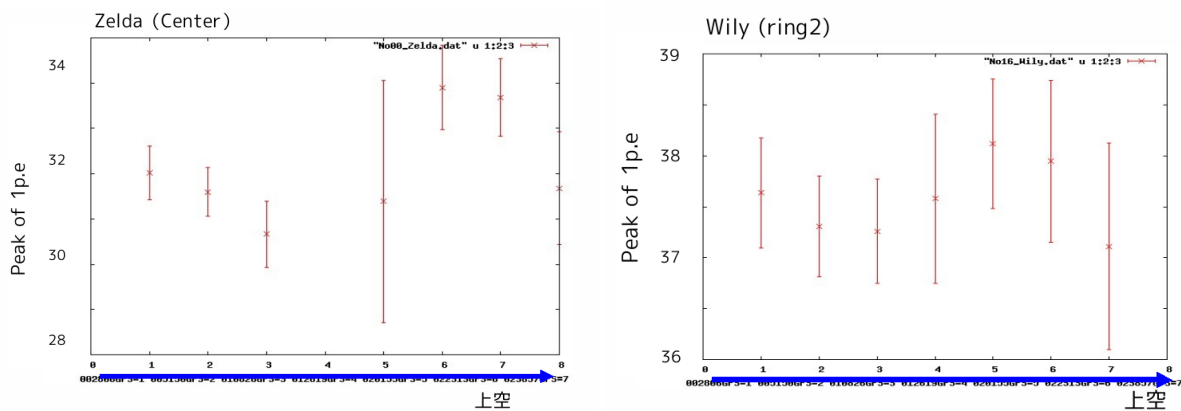 Zelda (Center)
"No00_Zelda.dat" u 1:2:3
Peak of 1p.e
34
32
30
28
0 1 2 3 5 6 7 8
上空
Wily (ring2)
"No16_Wily.dat" u 1:2:3
Peak of 1p.e
39
38
37
36
0 1 2 3 4 5 6 7 8
上空